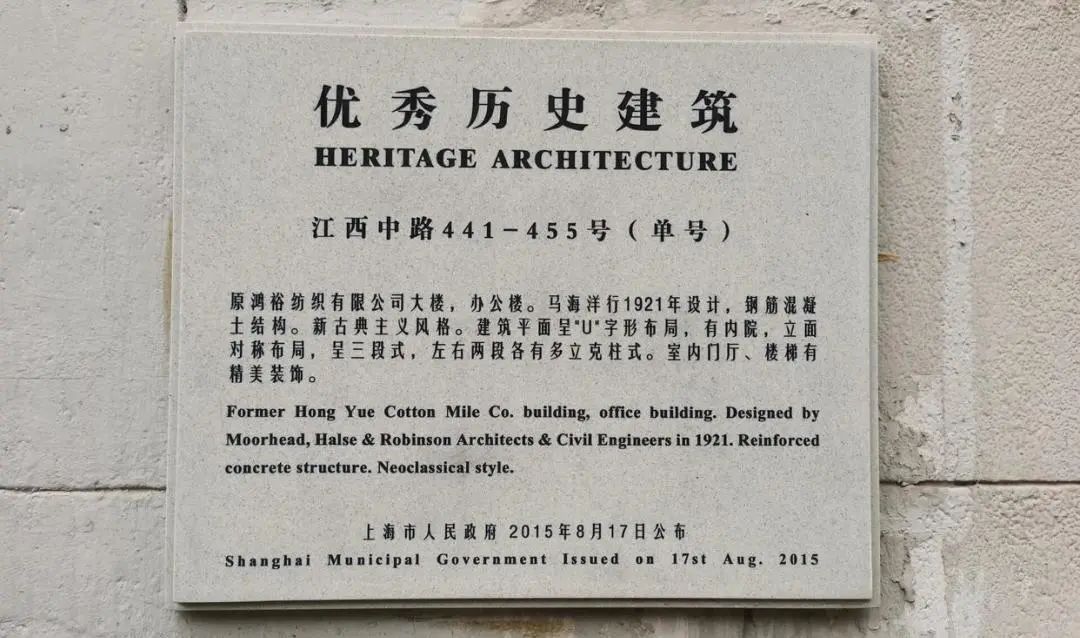 优秀历史建筑
HERITAGE ARCHITECTURE
江西中路441-455号（单号）
原鸿裕纺织有限公司大楼，办公楼。马海洋行1921年设计，钢筋混凝
土结构。新古典主义风格。建筑平面呈"U"字形布局，有内院，立面
对称布局，呈三段式，左右两段各有多立克柱式。室内门厅、楼梯有
精美装饰。
Former Hong Yue Cotton Mile Co. building, office building. Designed by
Moorhead, Halse & Robinson Architects & Civil Engineers in 1921. Reinforced
concrete structure. Neoclassical style.
上海市人民政府 2015年8月17日公布
Shanghai Municipal Government Issued on 17st Aug. 2015